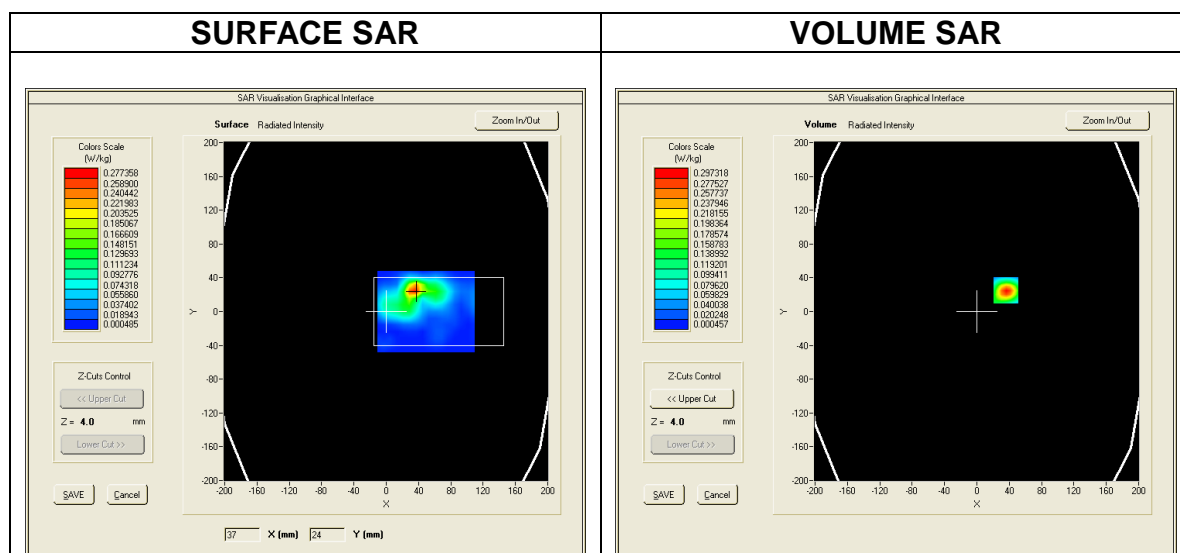 SURFACE SAR
VOLUME SAR
SAR Visualisation Graphical Interface
Surface Radiated Intensity
Zoom In/Out
Colors Scale
(W/kg)
0.277358
0.258900
0.240442
0.221983
0.203525
0.185067
0.166609
0.148151
0.129693
0.111234
0.092776
0.074318
0.055860
0.037402
0.018943
0.000485
Z-Cuts Control
<< Upper Cut
Z = 4.0 mm
Lower Cut >>
SAVE Cancel
200
160
120
80
40
0
-40
-80
-120
-160
-200
Y
-200 -160 -120 -80 -40 0 40 80 120 160 200
X
37 X (mm) 24 Y (mm)
SAR Visualisation Graphical Interface
Volume Radiated Intensity
Zoom In/Out
Colors Scale
(W/kg)
0.297318
0.277527
0.257737
0.237946
0.218155
0.198364
0.178574
0.158783
0.138992
0.119201
0.099411
0.079620
0.059829
0.040038
0.020248
0.000457
Z-Cuts Control
<< Upper Cut
Z = 4.0 mm
Lower Cut >>
SAVE Cancel
200
160
120
80
40
0
-40
-80
-120
-160
-200
Y
-200 -160 -120 -80 -40 0 40 80 120 160 200
X